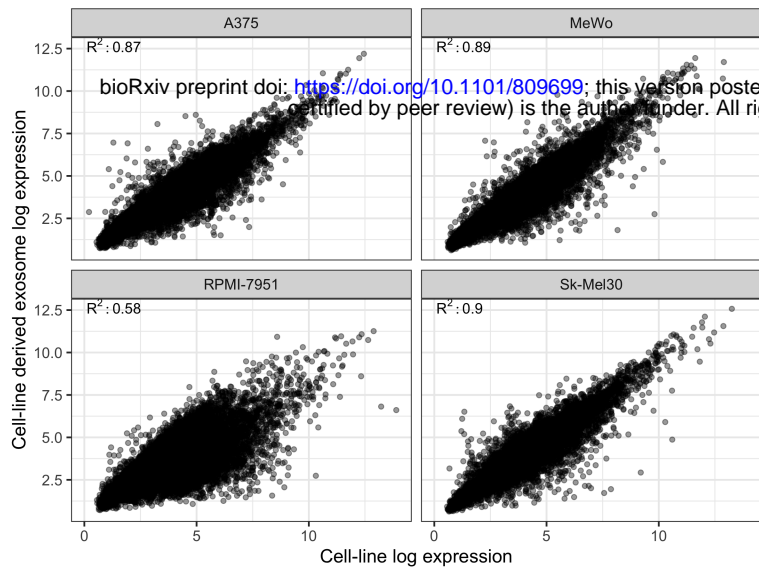 A375
MeWo
R²: 0.87
R²: 0.89
bioRxiv preprint doi: https://doi.org/10.1101/809699; this version poste
certified by peer review) is the author/funder. All rig
12.5
10.0
7.5
5.0
2.5
RPMI-7951
Sk-Mel30
R²: 0.58
R²: 0.9
12.5
10.0
7.5
5.0
2.5
0
5
10
0
5
10
Cell-line log expression
Cell-line derived exosome log expression